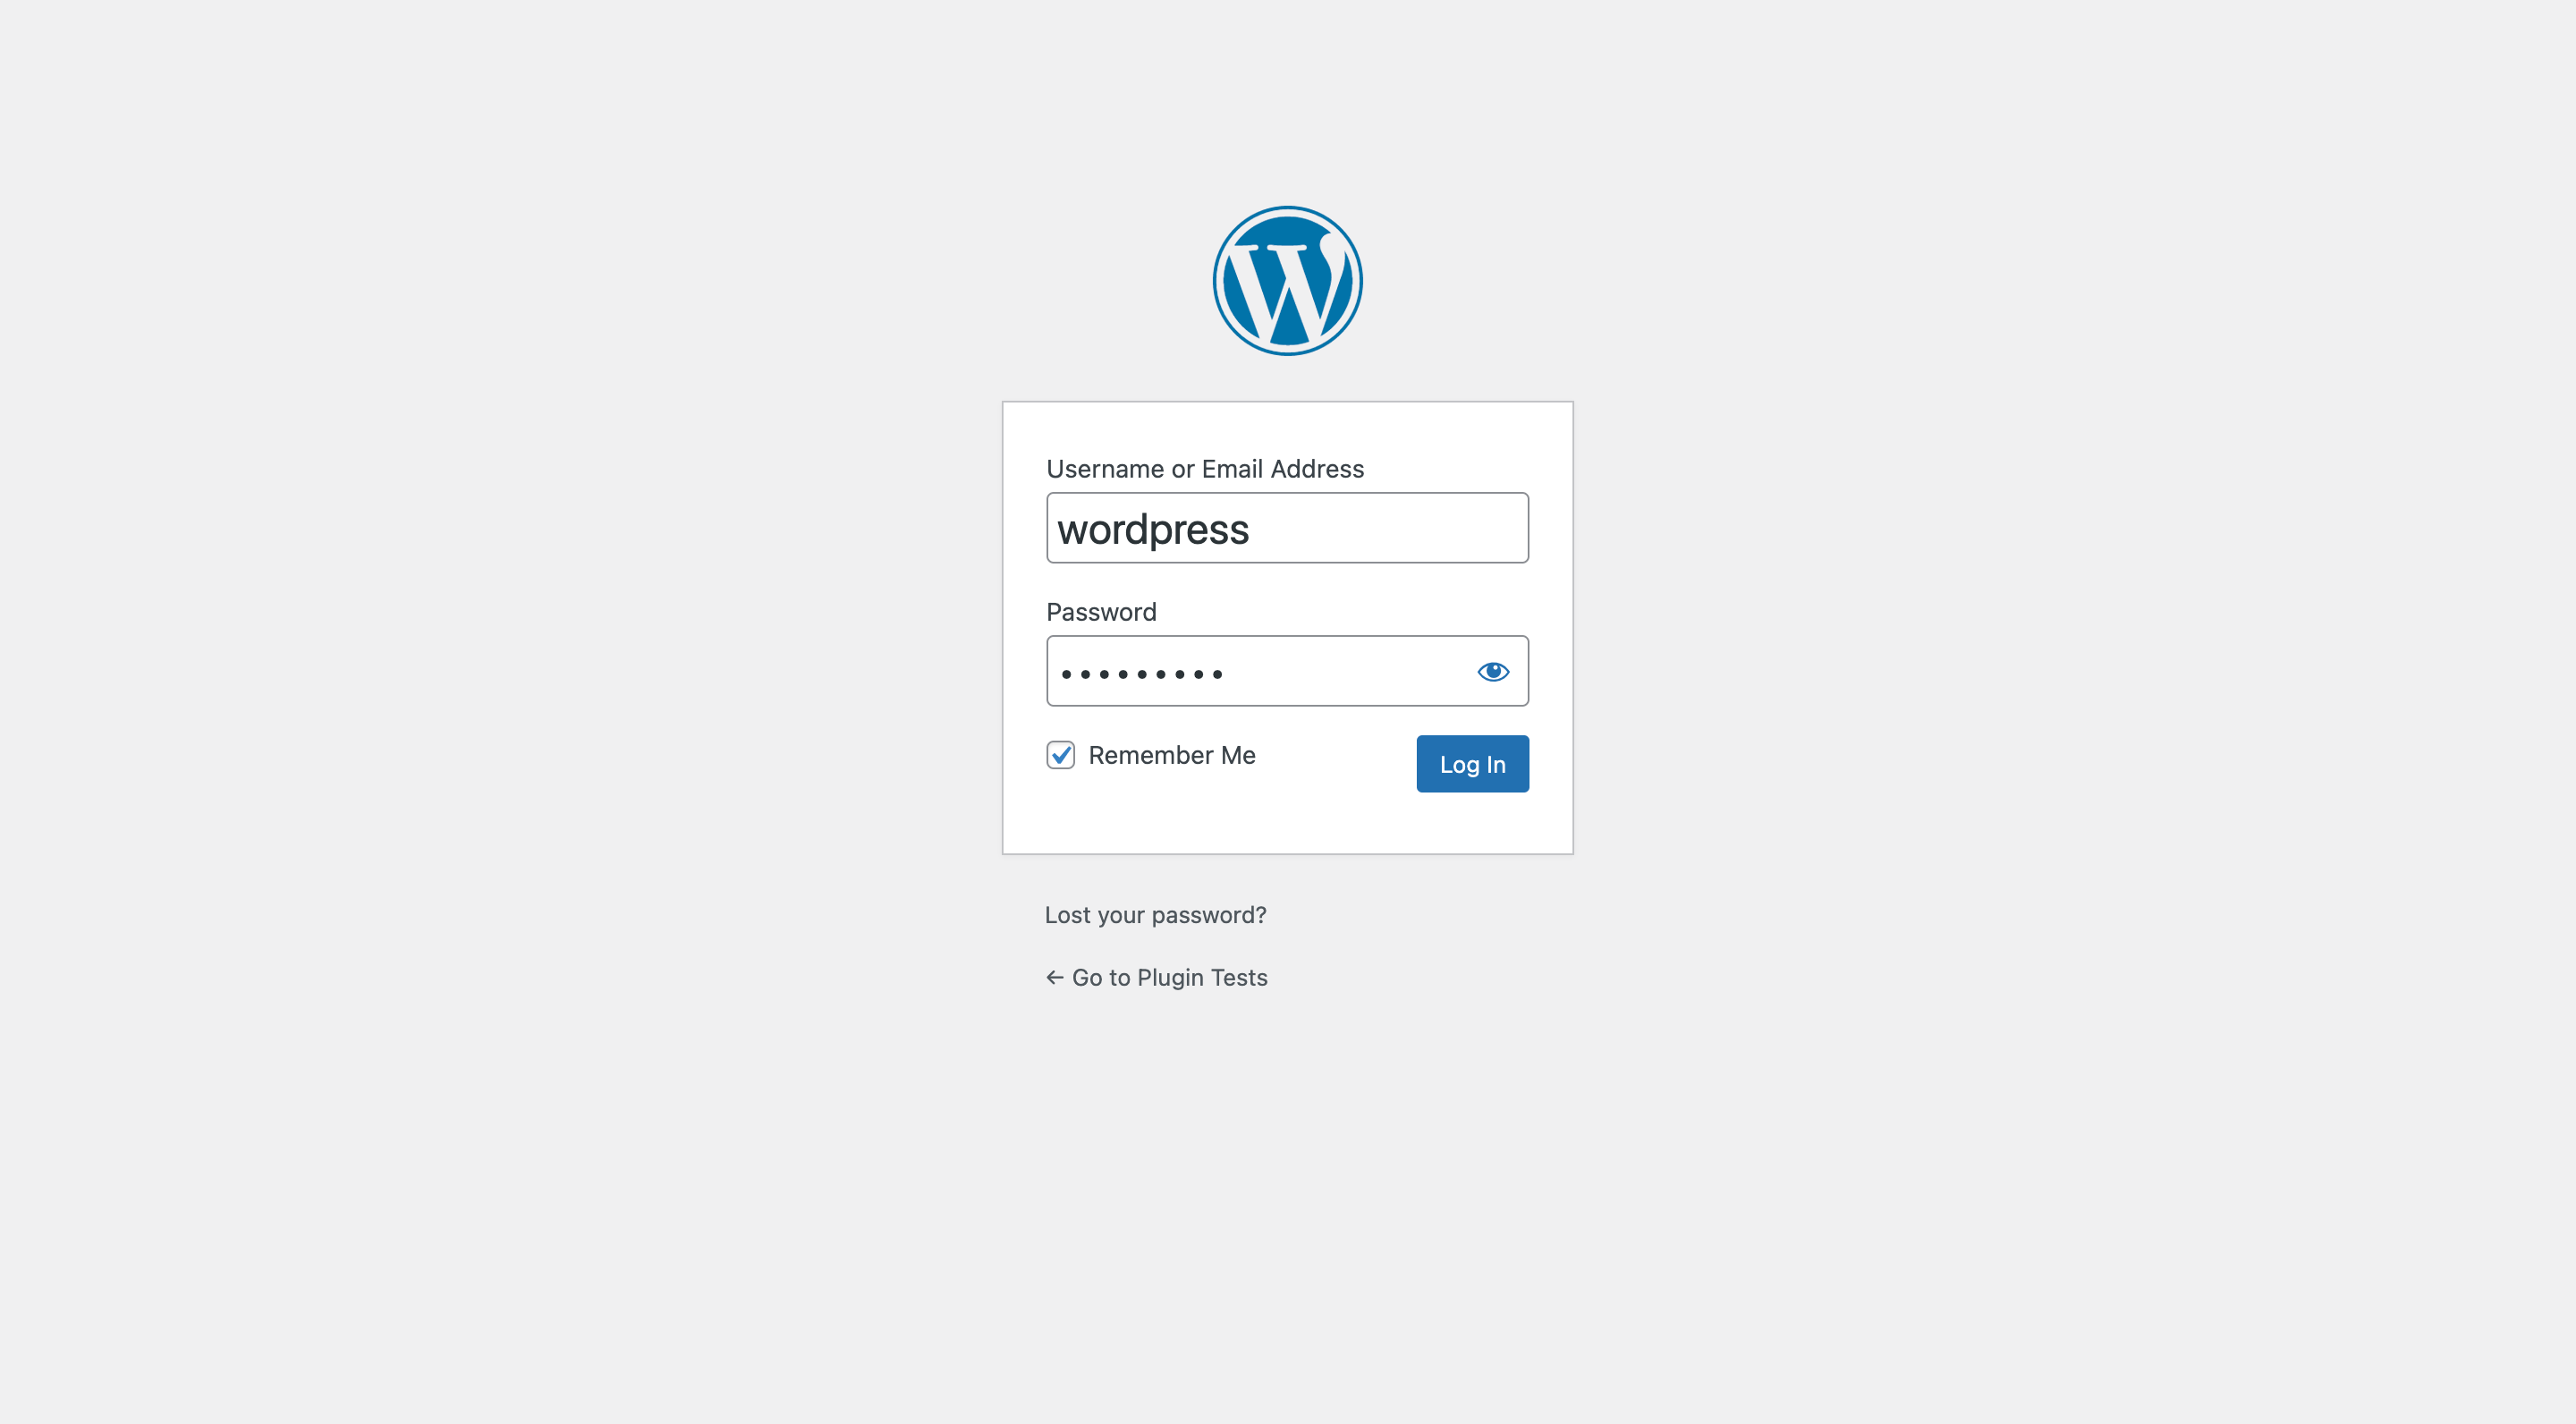 Username or Email Address
wordpress
Password
•••••••••
Remember Me
Log In
Lost your password?
← Go to Plugin Tests